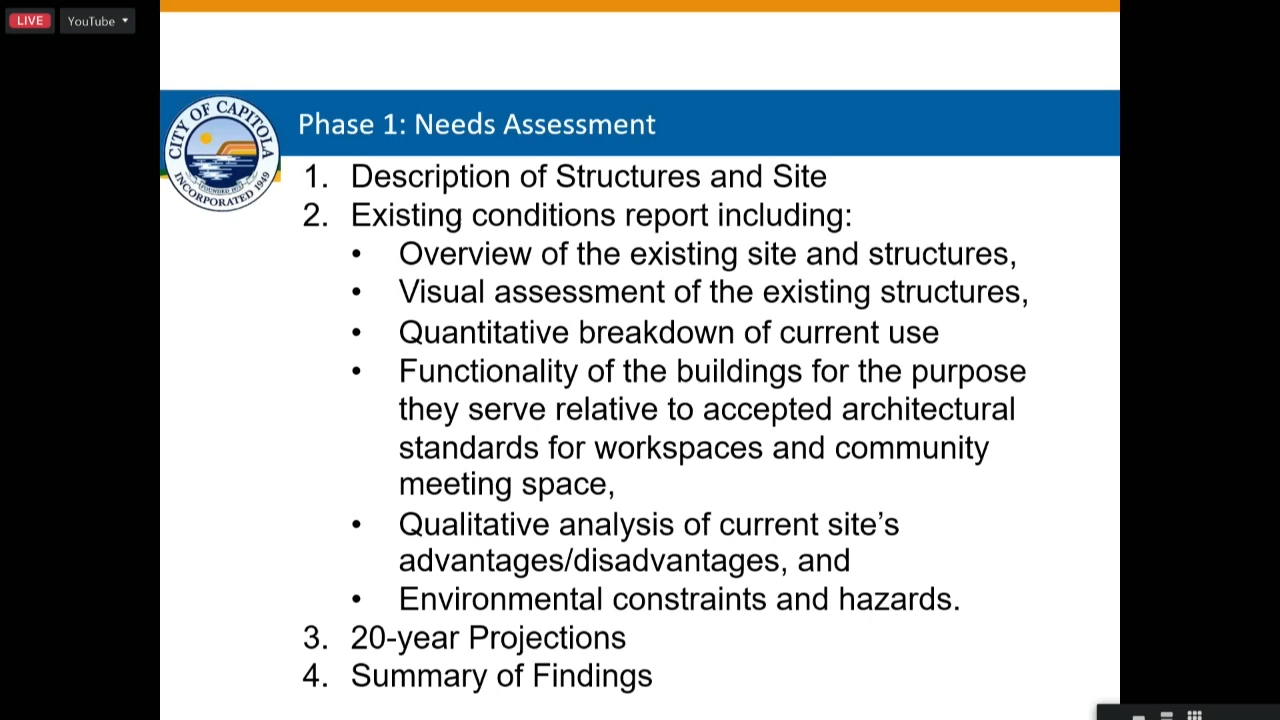 LIVE
YouTube
Phase 1: Needs Assessment
CITY OF CAPITOLA
INCORPORATED 1949
1. Description of Structures and Site
2. Existing conditions report including:
• Overview of the existing site and structures,
• Visual assessment of the existing structures,
• Quantitative breakdown of current use
• Functionality of the buildings for the purpose
they serve relative to accepted architectural
standards for workspaces and community
meeting space,
• Qualitative analysis of current site’s
advantages/disadvantages, and
• Environmental constraints and hazards.
3. 20-year Projections
4. Summary of Findings